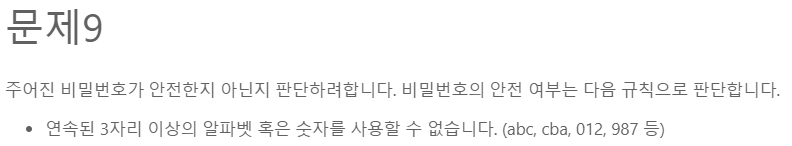 문제9
주어진 비밀번호가 안전한지 아닌지 판단하려합니다. 비밀번호의 안전 여부는 다음 규칙으로 판단합니다.
• 연속된 3자리 이상의 알파벳 혹은 숫자를 사용할 수 없습니다. (abc, cba, 012, 987 등)